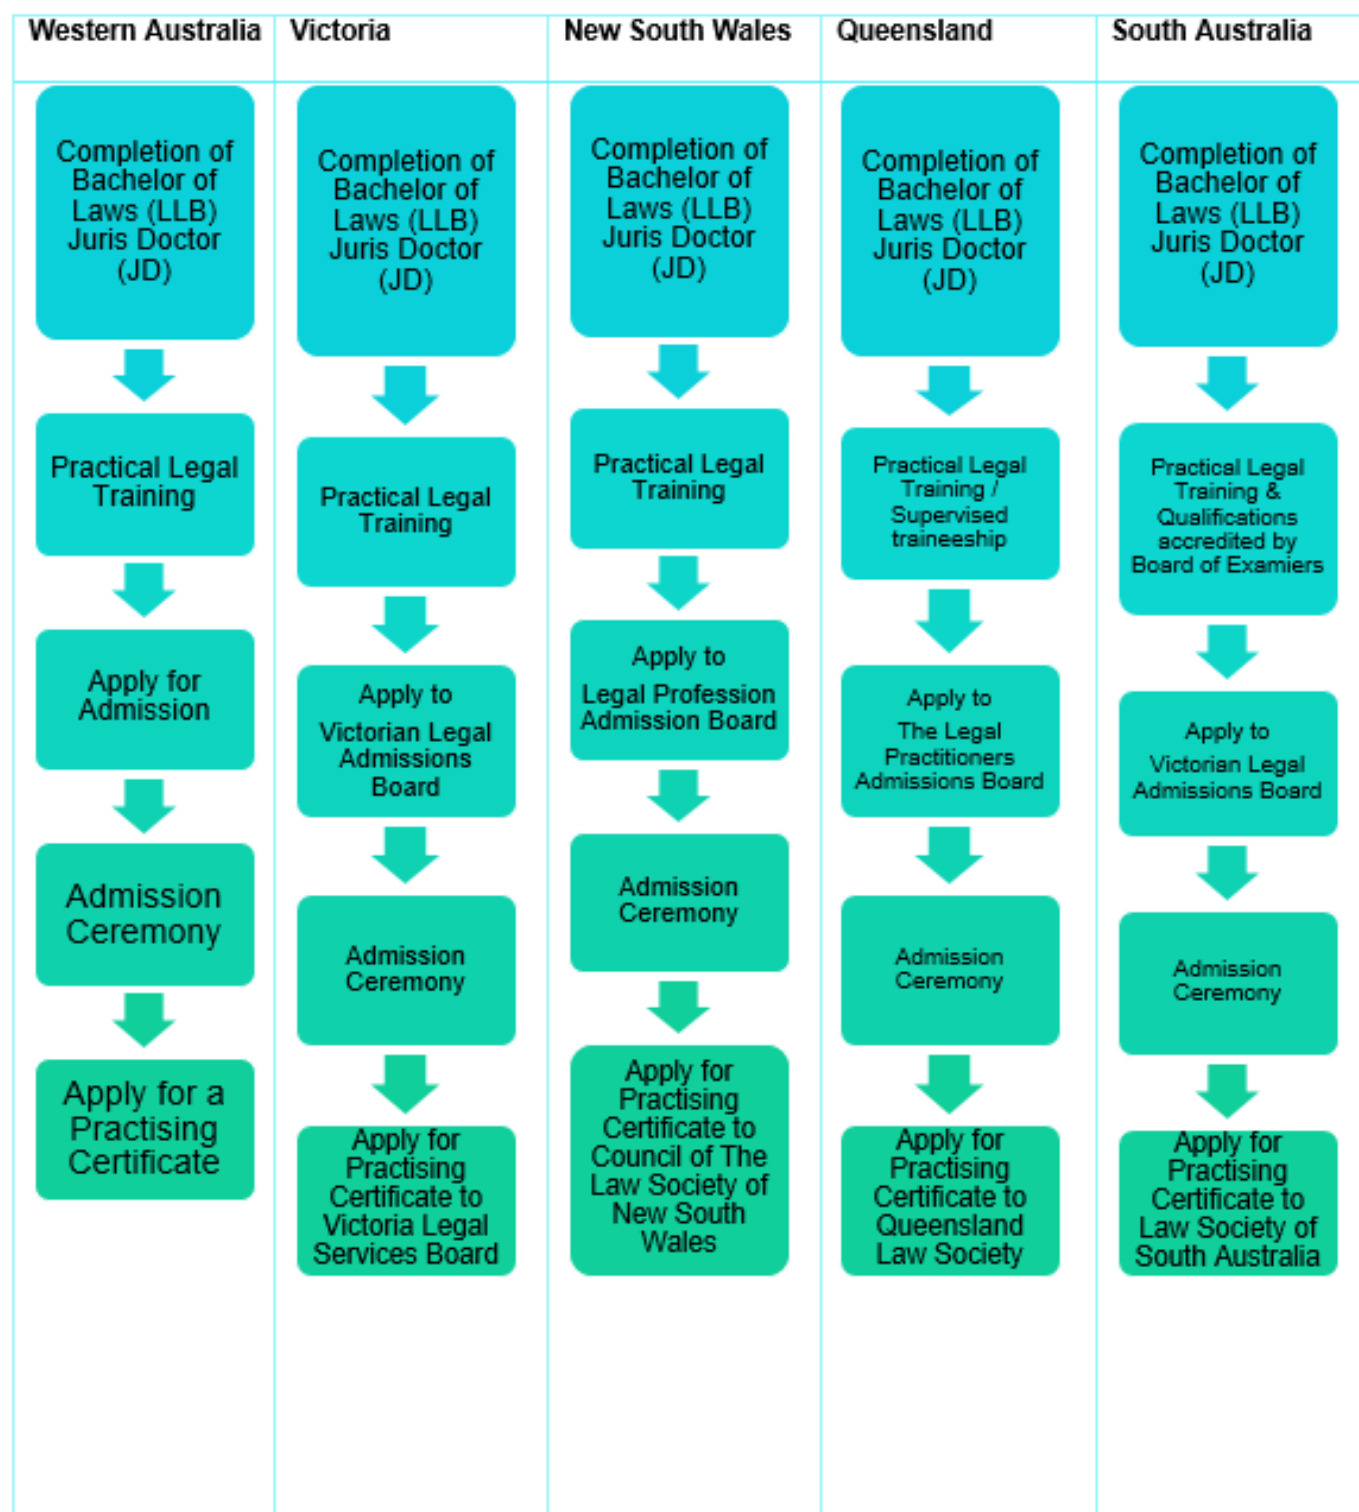 Western Australia
Completion of
Bachelor of
Laws (LLB)
Juris Doctor
(JD)
Practical Legal
Training
Apply for
Admission
Admission
Ceremony
Apply for a
Practising
Certificate
Victoria
Completion of
Bachelor of
Laws (LLB)
Juris Doctor
(JD)
Practical Legal
Training
Apply to
Victorian Legal
Admissions
Board
Admission
Ceremony
Apply for
Practising
Certificate to
Victoria Legal
Services Board
New South Wales
Completion of
Bachelor of
Laws (LLB)
Juris Doctor
(JD)
Practical Legal
Training
Apply to
Legal Profession
Admission Board
Admission
Ceremony
Apply for
Practising
Certificate to
Council of The
Law Society of
New South
Wales
Queensland
Completion of
Bachelor of
Laws (LLB)
Juris Doctor
(JD)
Practical Legal
Training /
Supervised
traineeship
Apply to
The Legal
Practitioners
Admissions Board
Admission
Ceremony
Apply for
Practising
Certificate to
Queensland
Law Society
South Australia
Completion of
Bachelor of
Laws (LLB)
Juris Doctor
(JD)
Practical Legal
Training &
Qualifications
accredited by
Board of Examiers
Apply to
Victorian Legal
Admissions Board
Admission
Ceremony
Apply for
Practising
Certificate to
Law Society of
South Australia